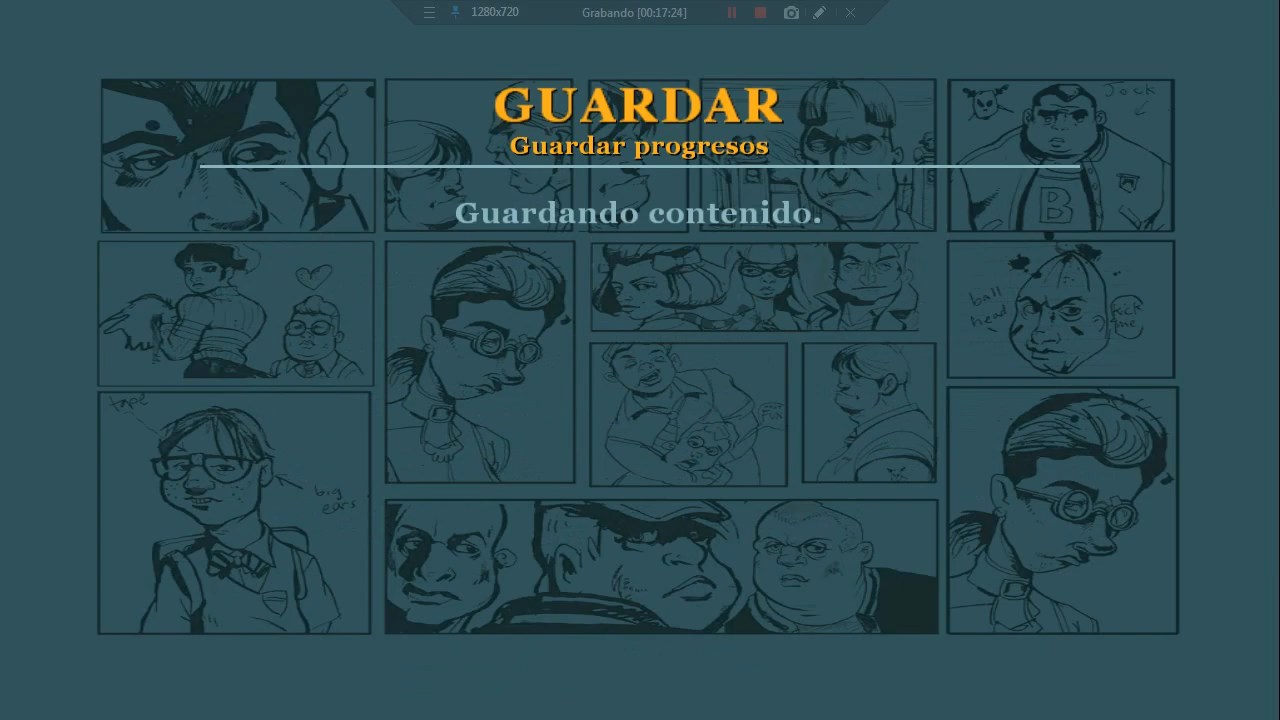 1280x720
Grabando [00:17:24]
GUARDAR
Guardar progresos
Guardando contenido.
Jock
B
ball
head
kick
me
tape
big
ears